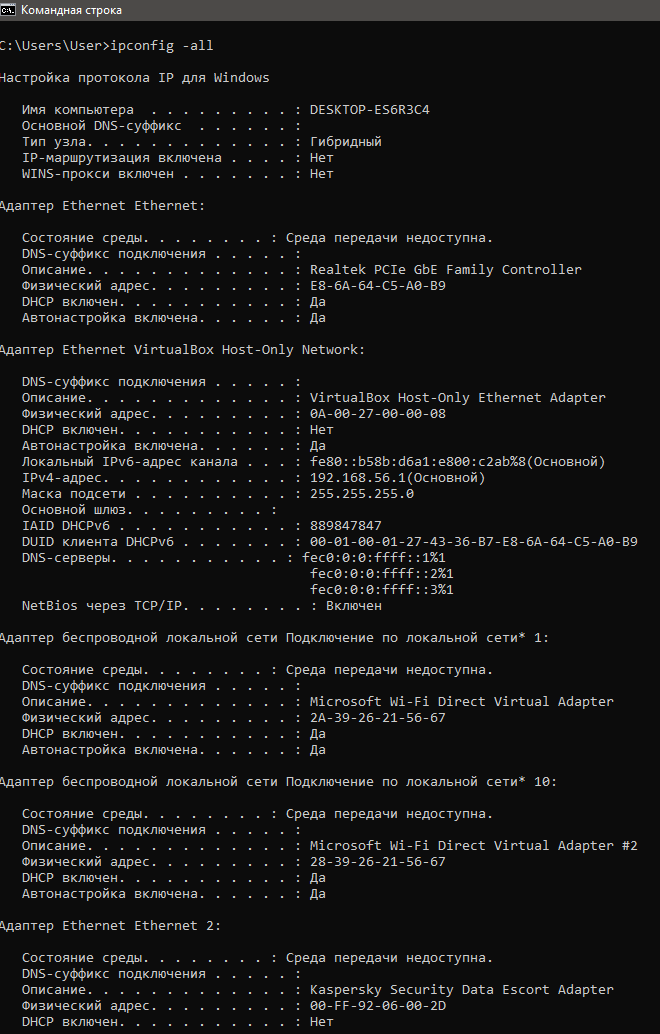 Командная строка
C:\Users\User>ipconfig -all
Настройка протокола IP для Windows
Имя компьютера . . . . . . . . . : DESKTOP-ES6R3C4
Основной DNS-суффикс . . . . . . :
Тип узла. . . . . . . . . . . . . : Гибридный
IP-маршрутизация включена . . . . : Нет
WINS-прокси включен . . . . . . . : Нет
Адаптер Ethernet Ethernet:
Состояние среды. . . . . . . . : Среда передачи недоступна.
DNS-суффикс подключения . . . . . :
Описание. . . . . . . . . . . . . : Realtek PCIe GbE Family Controller
Физический адрес. . . . . . . . . : E8-6A-64-C5-A0-B9
DHCP включен. . . . . . . . . . . : Да
Автонастройка включена. . . . . . : Да
Адаптер Ethernet VirtualBox Host-Only Network:
DNS-суффикс подключения . . . . . :
Описание. . . . . . . . . . . . . : VirtualBox Host-Only Ethernet Adapter
Физический адрес. . . . . . . . . : 0A-00-27-00-00-08
DHCP включен. . . . . . . . . . . : Нет
Автонастройка включена. . . . . . : Да
Локальный IPv6-адрес канала . . . : fe80::b58b:d6a1:e800:c2ab%8(Основной)
IPv4-адрес. . . . . . . . . . . . : 192.168.56.1(Основной)
Маска подсети . . . . . . . . . . : 255.255.255.0
Основной шлюз. . . . . . . . . :
IAID DHCPv6 . . . . . . . . . . . : 889847847
DUID клиента DHCPv6 . . . . . . . : 00-01-00-01-27-43-36-B7-E8-6A-64-C5-A0-B9
DNS-серверы. . . . . . . . . . . : fec0:0:0:ffff::1%1
fec0:0:0:ffff::2%1
fec0:0:0:ffff::3%1
NetBios через TCP/IP. . . . . . . . : Включен
Адаптер беспроводной локальной сети Подключение по локальной сети* 1:
Состояние среды. . . . . . . . : Среда передачи недоступна.
DNS-суффикс подключения . . . . . :
Описание. . . . . . . . . . . . . : Microsoft Wi-Fi Direct Virtual Adapter
Физический адрес. . . . . . . . . : 2A-39-26-21-56-67
DHCP включен. . . . . . . . . . . : Да
Автонастройка включена. . . . . . : Да
Адаптер беспроводной локальной сети Подключение по локальной сети* 10:
Состояние среды. . . . . . . . : Среда передачи недоступна.
DNS-суффикс подключения . . . . . :
Описание. . . . . . . . . . . . . : Microsoft Wi-Fi Direct Virtual Adapter #2
Физический адрес. . . . . . . . . : 28-39-26-21-56-67
DHCP включен. . . . . . . . . . . : Да
Автонастройка включена. . . . . . : Да
Адаптер Ethernet Ethernet 2:
Состояние среды. . . . . . . . : Среда передачи недоступна.
DNS-суффикс подключения . . . . . :
Описание. . . . . . . . . . . . . : Kaspersky Security Data Escort Adapter
Физический адрес. . . . . . . . . : 00-FF-92-06-00-2D
DHCP включен. . . . . . . . . . . : Нет